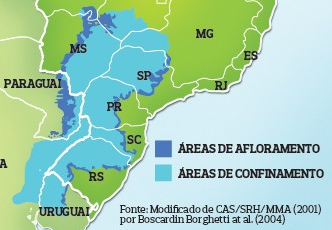 MS
MG
ES
PARAGUAI
SP
RJ
PR
SC
ÁREAS DE AFLORAMENTO
A
RS
ÁREAS DE CONFINAMENTO
URUGUAI
Fonte: Modificado de CAS/SRH/MMA (2001)
por Boscardin Borghetti at al. (2004)